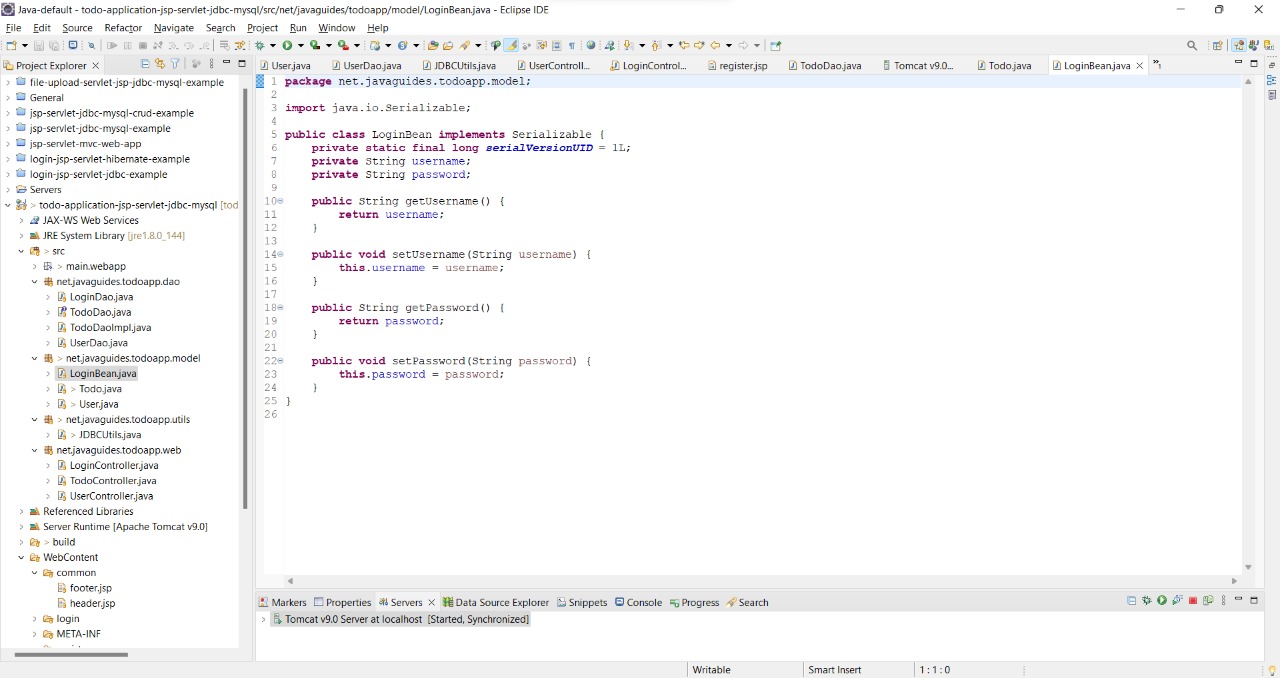 Java-default - todo-application-jsp-servlet-jdbc-mysql/src/net/javaguides/todoapp/model/LoginBean.java - Eclipse IDE
File Edit Source Refactor Navigate Search Project Run Window Help
Project Explorer
file-upload-servlet-jsp-jdbc-mysql-example
General
jsp-servlet-jdbc-mysql-crud-example
jsp-servlet-jdbc-mysql-example
jsp-servlet-mvc-web-app
login-jsp-servlet-hibernate-example
login-jsp-servlet-jdbc-example
Servers
> todo-application-jsp-servlet-jdbc-mysql [tod
JAX-WS Web Services
JRE System Library [jre1.8.0_144]
> src
> main.webapp
net.javaguides.todoapp.dao
LoginDao.java
TodoDao.java
TodoDaoImpl.java
UserDao.java
> net.javaguides.todoapp.model
LoginBean.java
> Todo.java
> User.java
> net.javaguides.todoapp.utils
> JDBCUtils.java
net.javaguides.todoapp.web
LoginController.java
TodoController.java
UserController.java
Referenced Libraries
Server Runtime [Apache Tomcat v9.0]
> build
WebContent
common
footer.jsp
header.jsp
login
META-INF
User.java UserDao.java JDBCUtils.java UserControll... LoginControl... register.jsp TodoDao.java Tomcat v9.0... Todo.java LoginBean.java »1
1 package net.javaguides.todoapp.model;
2
3 import java.io.Serializable;
4
5 public class LoginBean implements Serializable {
6 private static final long serialVersionUID = 1L;
7 private String username;
8 private String password;
9
10 public String getUsername() {
11 return username;
12 }
13
14 public void setUsername(String username) {
15 this.username = username;
16 }
17
18 public String getPassword() {
19 return password;
20 }
21
22 public void setPassword(String password) {
23 this.password = password;
24 }
25 }
26
Markers Properties Servers Data Source Explorer Snippets Console Progress Search
Tomcat v9.0 Server at localhost [Started, Synchronized]
Writable Smart Insert 1 : 1 : 0